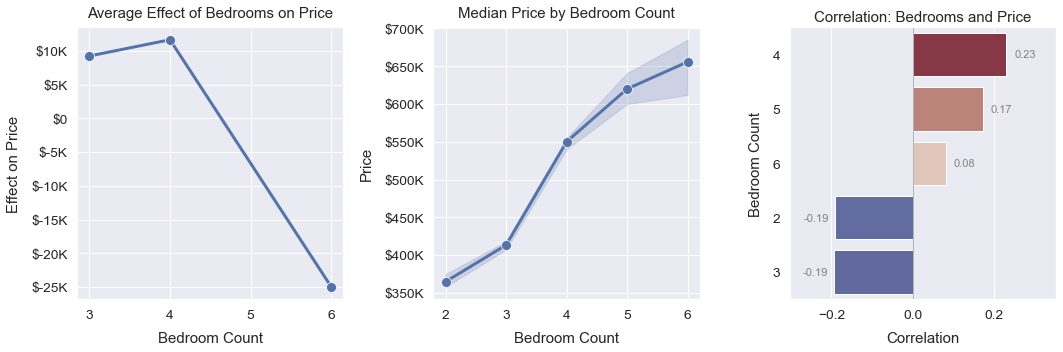 Average Effect of Bedrooms on Price
Effect on Price
$10K
$5K
$0
$-5K
$-10K
$-15K
$-20K
$-25K
3 4 5 6
Bedroom Count
Median Price by Bedroom Count
Price
$700K
$650K
$600K
$550K
$500K
$450K
$400K
$350K
2 3 4 5 6
Bedroom Count
Correlation: Bedrooms and Price
Bedroom Count
4 0.23
5 0.17
6 0.08
2 -0.19
3 -0.19
−0.2 0.0 0.2
Correlation